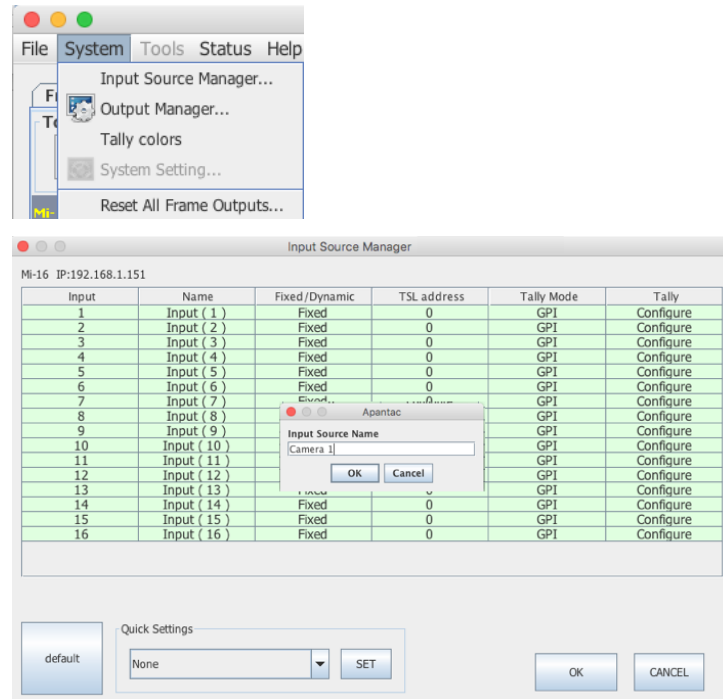 File System Tools Status Help
Input Source Manager...
Output Manager...
Tally colors
System Setting...
Reset All Frame Outputs...
Mi-
Input Source Manager
Mi-16 IP:192.168.1.151
Input Name Fixed/Dynamic TSL address Tally Mode Tally
1 Input ( 1 ) Fixed 0 GPI Configure
2 Input ( 2 ) Fixed 0 GPI Configure
3 Input ( 3 ) Fixed 0 GPI Configure
4 Input ( 4 ) Fixed 0 GPI Configure
5 Input ( 5 ) Fixed 0 GPI Configure
6 Input ( 6 ) Fixed 0 GPI Configure
7 Input ( 7 ) Fixed 0 GPI Configure
8 Input ( 8 ) GPI Configure
9 Input ( 9 ) GPI Configure
10 Input ( 10 ) GPI Configure
11 Input ( 11 ) GPI Configure
12 Input ( 12 ) GPI Configure
13 Input ( 13 ) Fixed 0 GPI Configure
14 Input ( 14 ) Fixed 0 GPI Configure
15 Input ( 15 ) Fixed 0 GPI Configure
16 Input ( 16 ) Fixed 0 GPI Configure
Apantac
Input Source Name
Camera 1
OK Cancel
default
Quick Settings
None SET
OK CANCEL